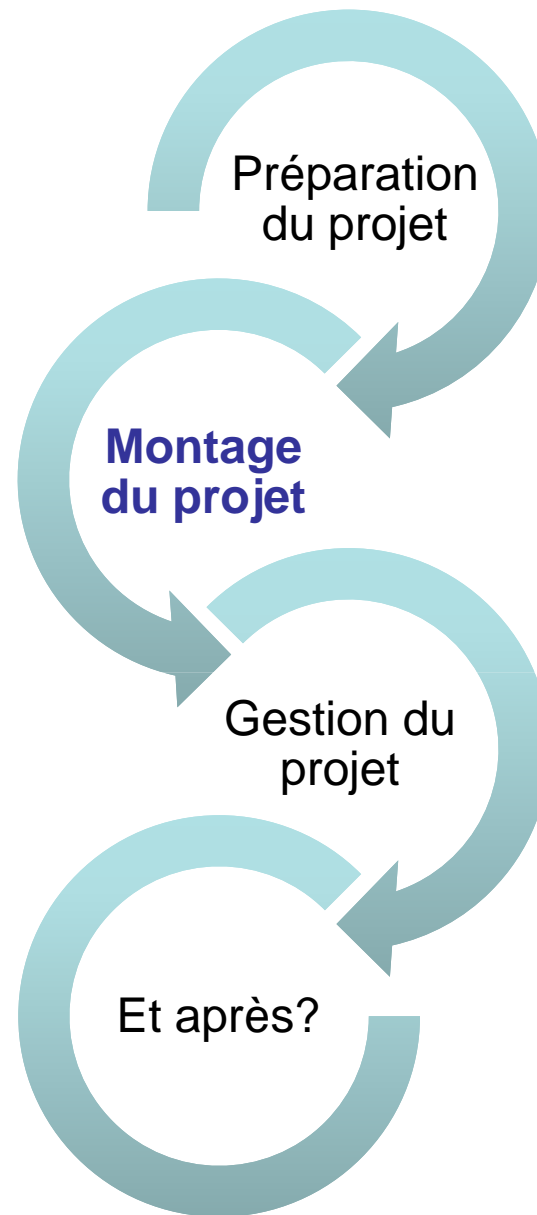 Préparation
du projet
Montage
du projet
Gestion du
projet
Et après?